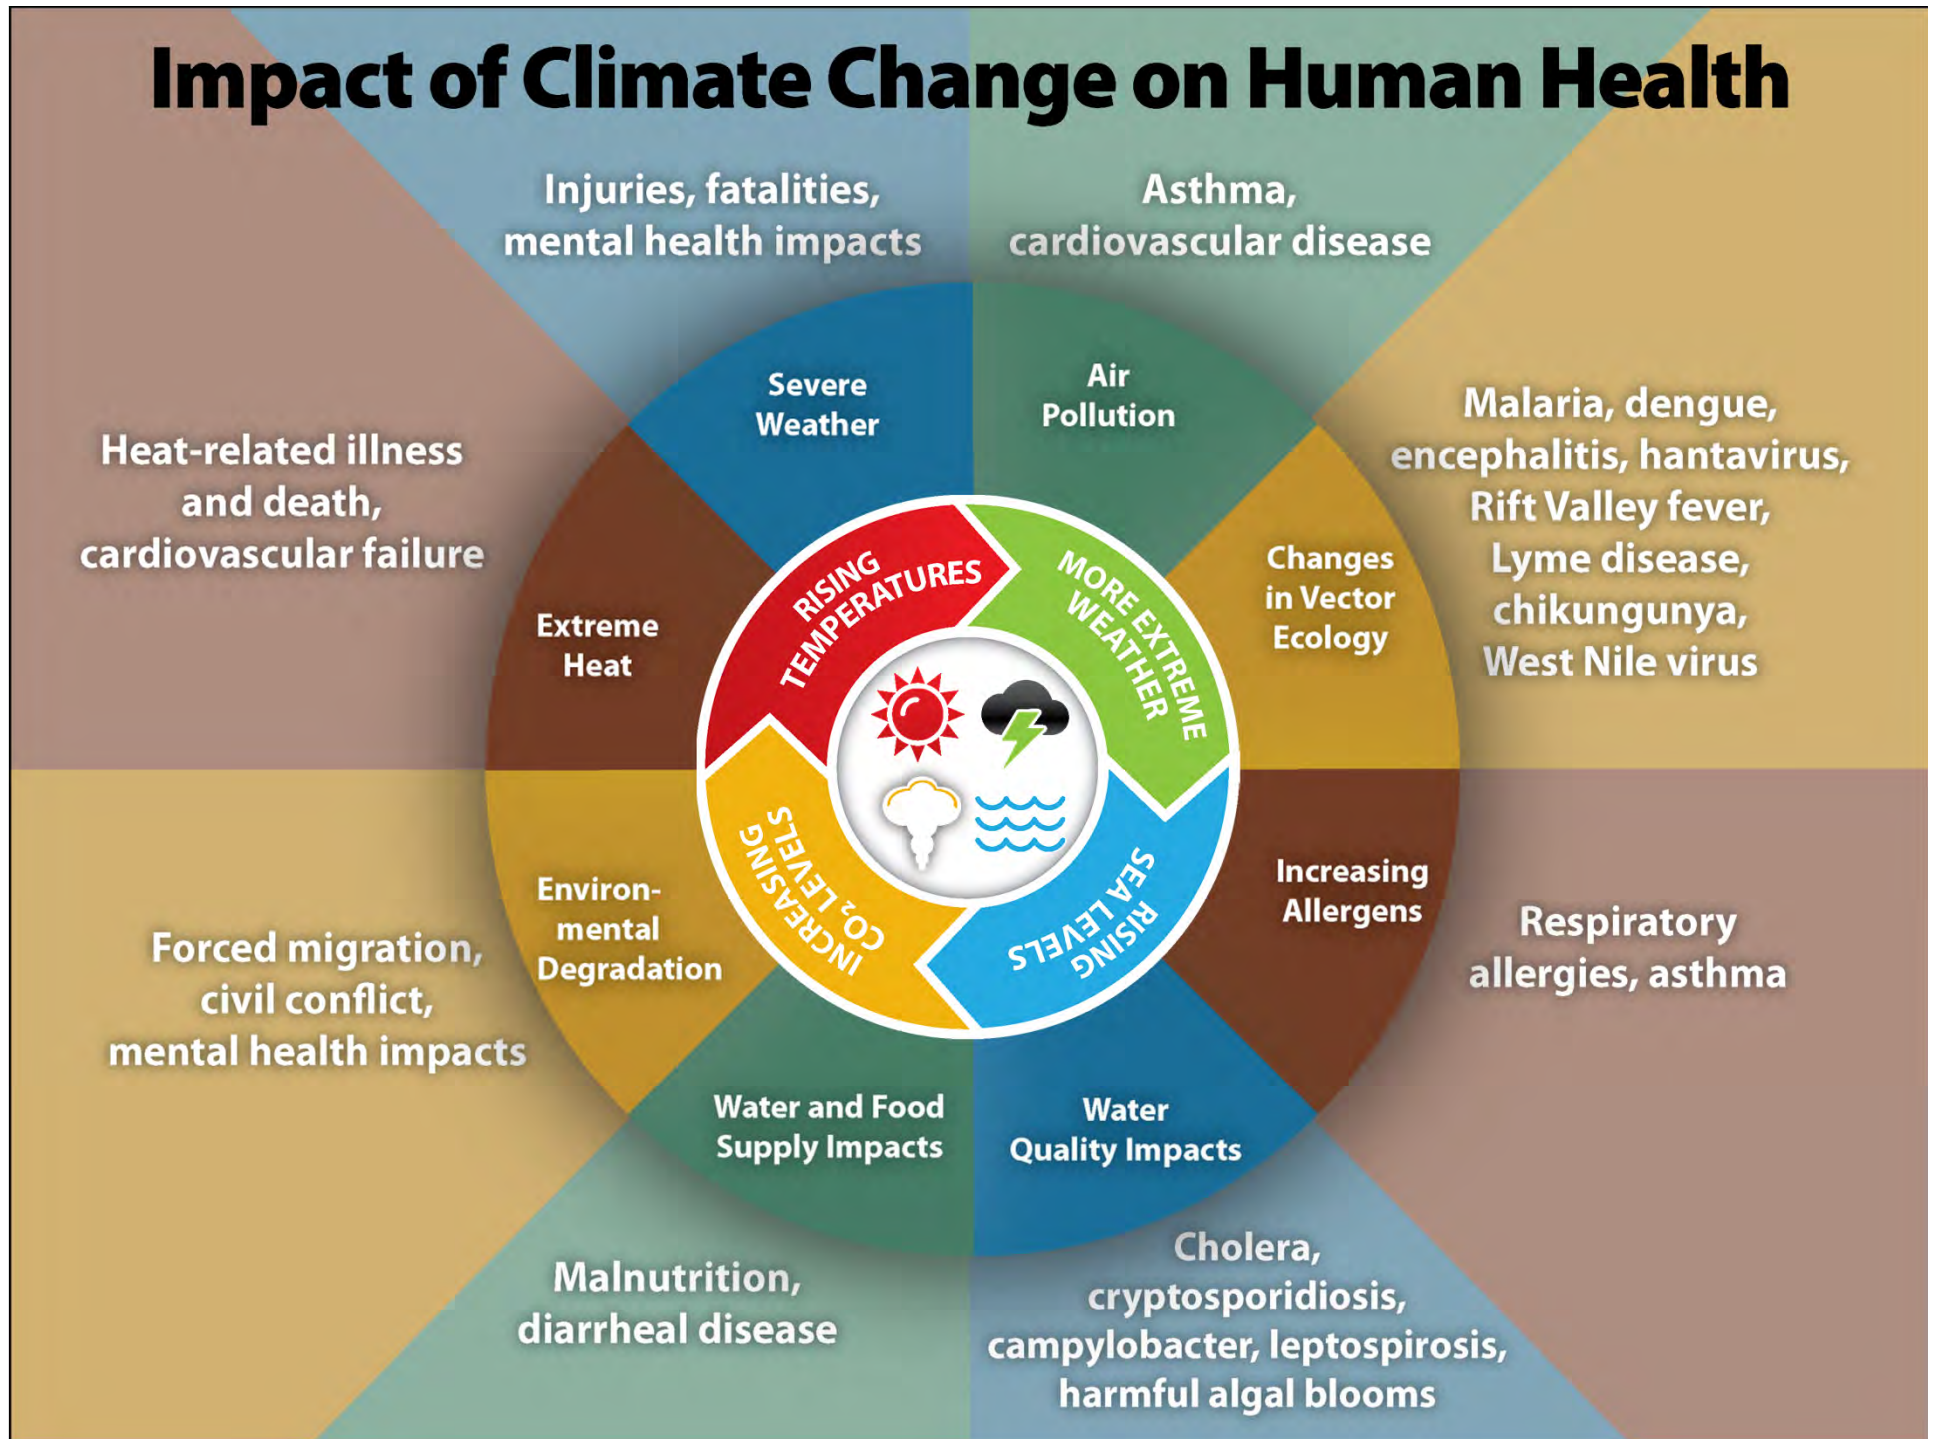 Impact of Climate Change on Human Health
Injuries, fatalities,
mental health impacts
Asthma,
cardiovascular disease
Severe
Weather
Air
Pollution
Heat-related illness
and death,
cardiovascular failure
Malaria, dengue,
encephalitis, hantavirus,
Rift Valley fever,
Lyme disease,
chikungunya,
West Nile virus
Extreme
Heat
Changes
in Vector
Ecology
RISING
TEMPERATURES
MORE EXTREME
WEATHER
INCREASING
CO₂ LEVELS
RISING
SEA LEVELS
Environ-
mental
Degradation
Increasing
Allergens
Forced migration,
civil conflict,
mental health impacts
Respiratory
allergies, asthma
Water and Food
Supply Impacts
Water
Quality Impacts
Malnutrition,
diarrheal disease
Cholera,
cryptosporidiosis,
campylobacter, leptospirosis,
harmful algal blooms